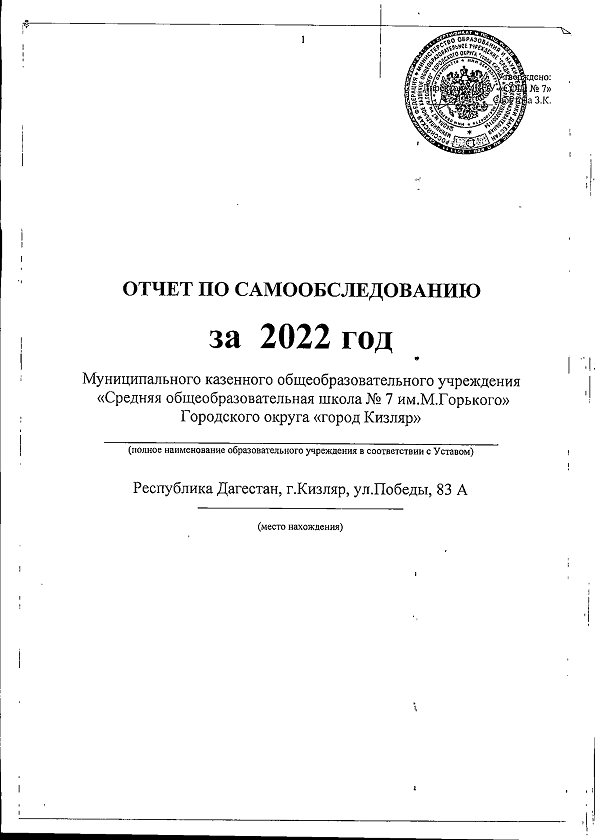 1
утверждено:
№ 7»
З.К.
ОТЧЕТ ПО САМООБСЛЕДОВАНИЮ
за 2022 год
Муниципального казенного общеобразовательного учреждения
«Средняя общеобразовательная школа № 7 им.М.Горького»
Городского округа «город Кизляр»
(полное наименование образовательного учреждения в соответствии с Уставом)
Республика Дагестан, г.Кизляр, ул.Победы, 83 А
(место нахождения)